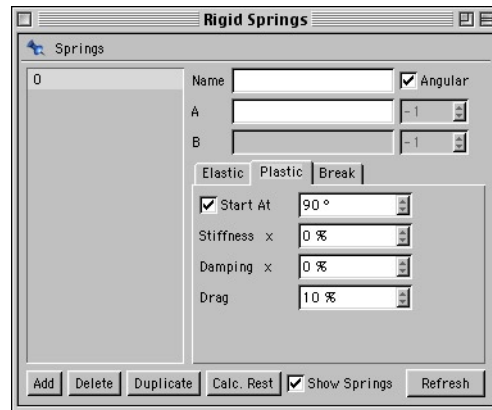 Rigid Springs
Springs
0
Name Angular
A -1
B -1
Elastic Plastic Break
Start At 90 °
Stiffness x 0 %
Damping x 0 %
Drag 10 %
Add Delete Duplicate Calc. Rest Show Springs Refresh